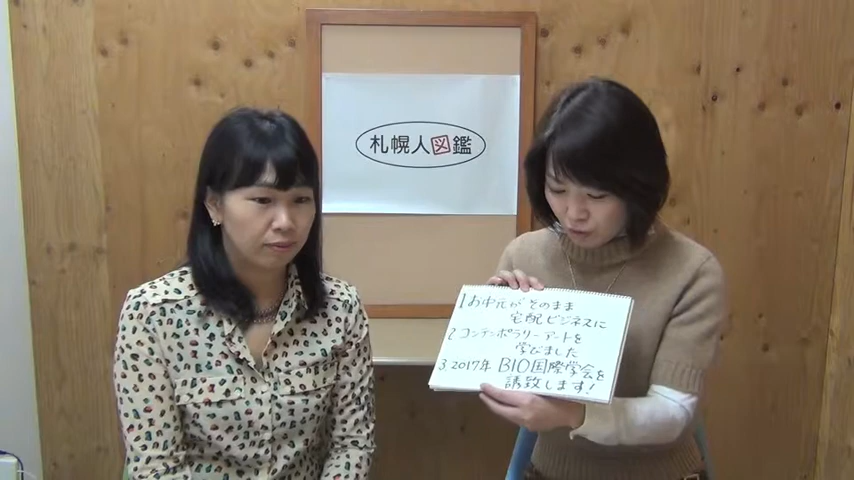 札幌人図鑑
1 お中元がそのまま
宅配ビジネスに
2 コンテンポラリーアートを
学びました
3. 2017年 BIO国際学会を
誘致します!